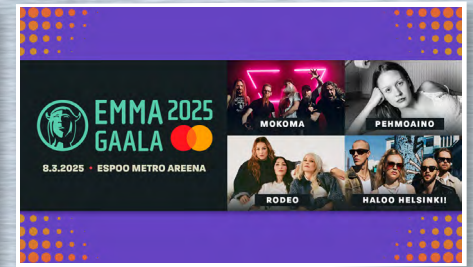 EMMA 2025
GAALA
8.3.2025 • ESPOO METRO AREENA
MOKOMA
PEHMOAINO
RODEO
HALOO HELSINKI!